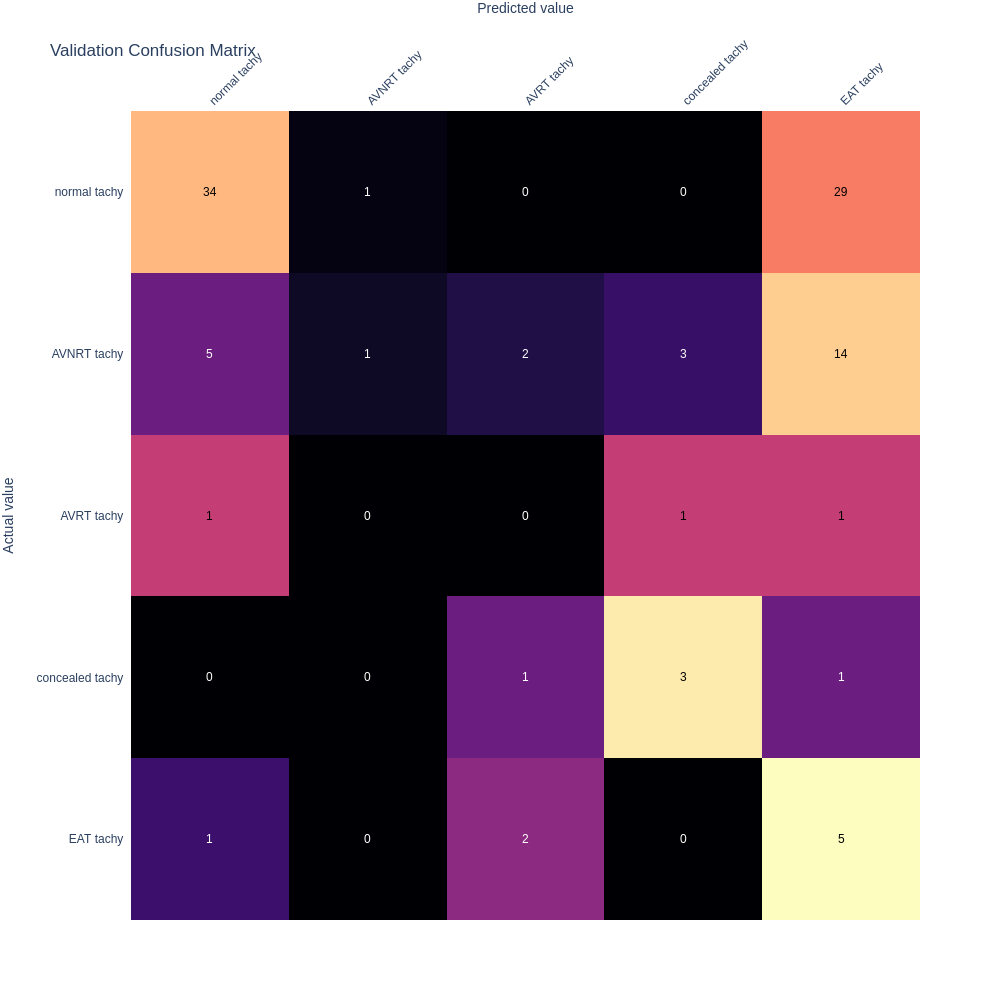 Predicted value
Validation Confusion Matrix
normal tachy AVNRT tachy AVRT tachy concealed tachy EAT tachy
normal tachy 34 1 0 0 29
AVNRT tachy 5 1 2 3 14
AVRT tachy 1 0 0 1 1
concealed tachy 0 0 1 3 1
EAT tachy 1 0 2 0 5
Actual value